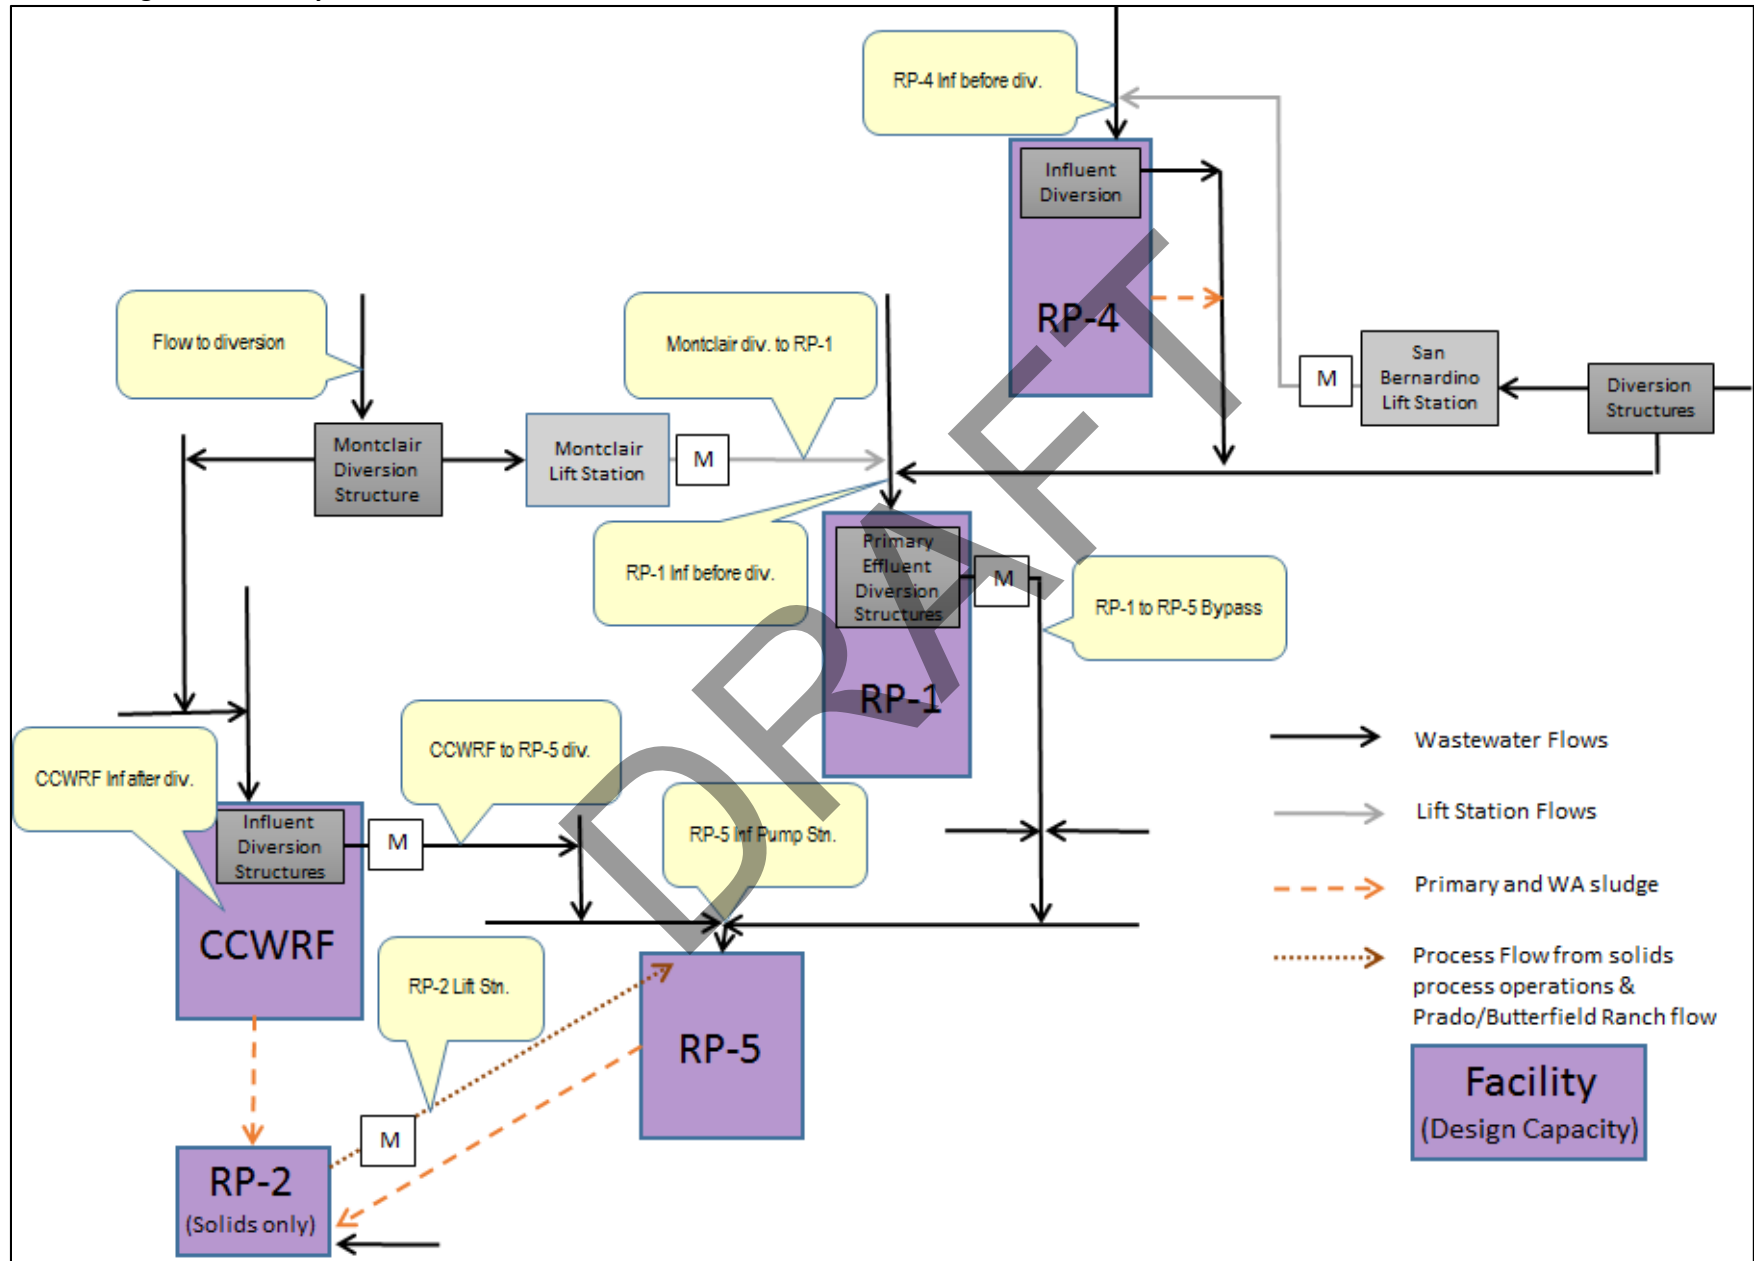 RP-4 Inf before div.
Influent
Diversion
RP-4
Flow to diversion
Montclair div. to RP-1
San
Bernardino
Lift Station
M
Diversion
Structures
Montclair
Diversion
Structure
Montclair
Lift Station
M
RP-1 Inf before div.
Primary
Effluent
Diversion
Structures
M
RP-1 to RP-5 Bypass
RP-1
CCWRF Inf after div.
CCWRF to RP-5 div.
RP-5 Inf Pump Stn.
Influent
Diversion
Structures
M
CCWRF
RP-2 Lift Stn.
RP-5
M
RP-2
(Solids only)
Wastewater Flows
Lift Station Flows
Primary and WA sludge
Process Flow from solids
process operations &
Prado/Butterfield Ranch flow
Facility
(Design Capacity)
DRAFT